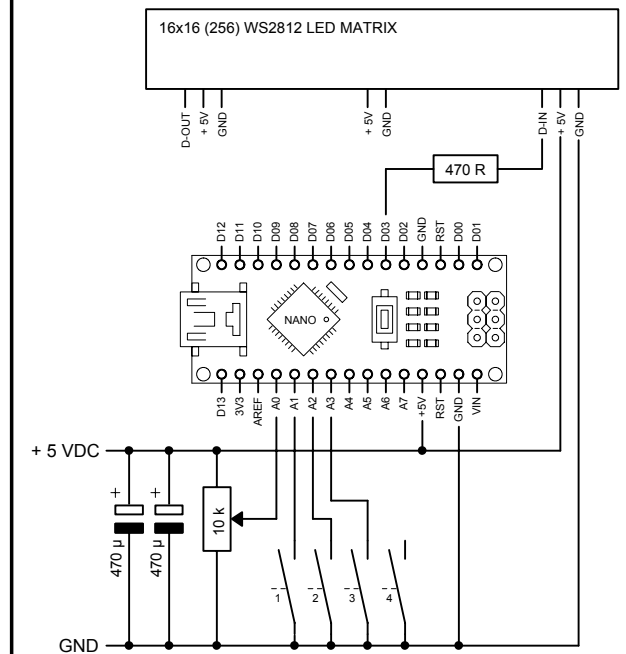 16x16 (256) WS2812 LED MATRIX
D-OUT
+ 5V
GND
+ 5V
GND
D-IN
+ 5V
GND
470 R
D12
D11
D10
D09
D08
D07
D06
D05
D04
D03
D02
GND
RST
D00
D01
NANO
D13
3V3
AREF
A0
A1
A2
A3
A4
A5
A6
A7
+5V
RST
GND
VIN
+ 5 VDC
+
+
470 µ
470 µ
10 k
1
2
3
4
GND